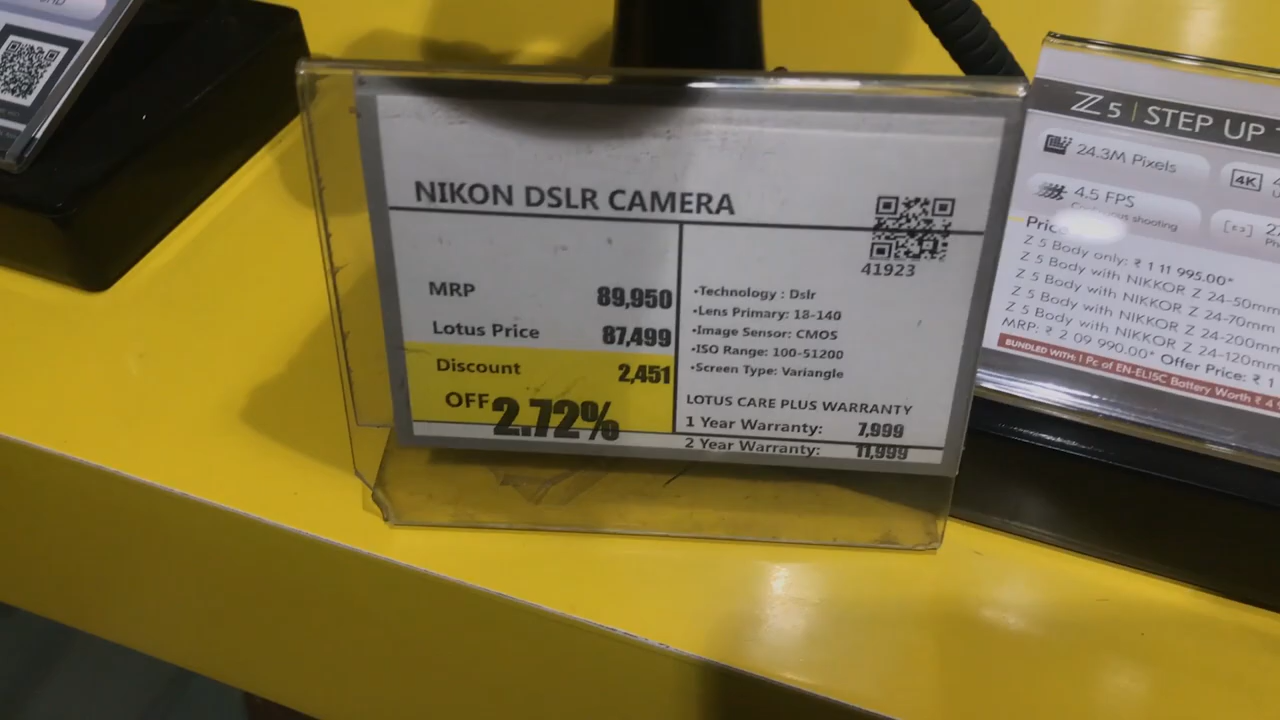 NIKON DSLR CAMERA
41923
MRP 89,950
Lotus Price 87,499
Discount 2,451
OFF 2.72%
•Technology : Dslr
•Lens Primary: 18-140
•Image Sensor: CMOS
•ISO Range: 100-51200
•Screen Type: Variangle
LOTUS CARE PLUS WARRANTY
1 Year Warranty: 7,999
2 Year Warranty: 11,999
Z 5 | STEP UP
24.3M Pixels
4K
4.5 FPS
shooting
Z 5 Body only: ₹ 1 11 995.00*
Z 5 Body with NIKKOR Z 24-50mm
Z 5 Body with NIKKOR Z 24-70mm
Z 5 Body with NIKKOR Z 24-200mm
Z 5 Body with NIKKOR Z 24-120mm
MRP: ₹ 2 09 990.00* Offer Price: ₹ 1
BUNDLED WITH: 1 Pc of EN-EL15C Battery Worth ₹ 4